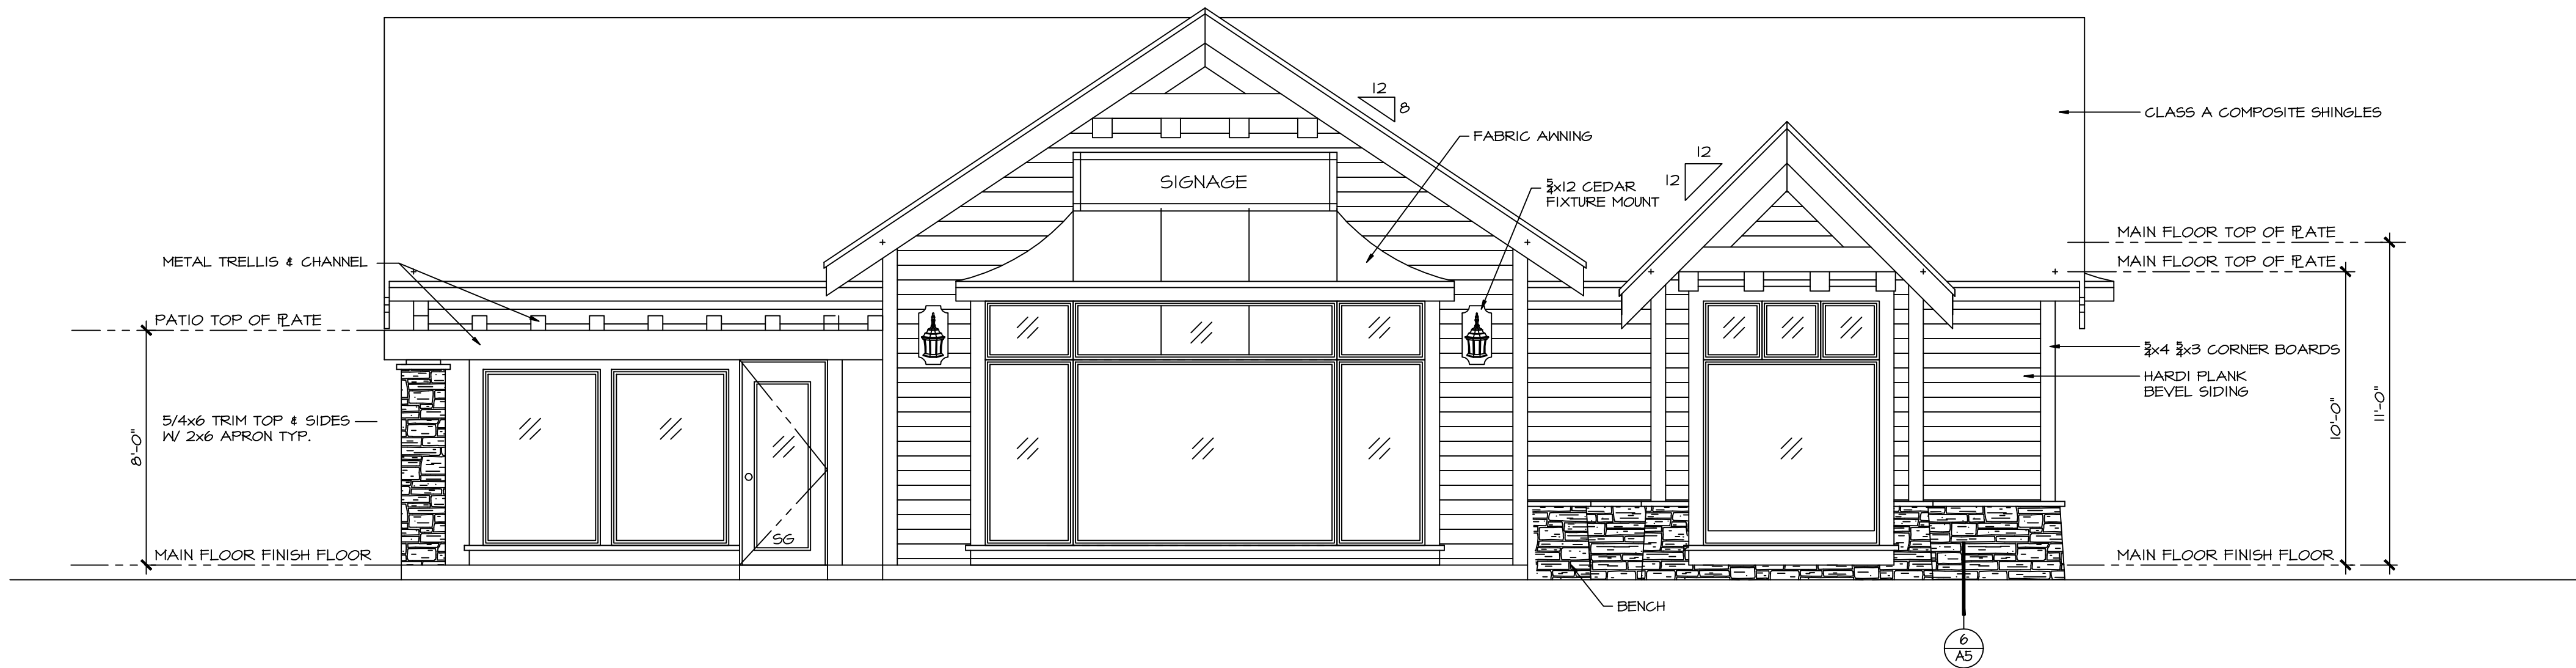 12
8
CLASS A COMPOSITE SHINGLES
FABRIC AWNING
12
12
SIGNAGE
5/4x12 CEDAR
FIXTURE MOUNT
MAIN FLOOR TOP OF PLATE
METAL TRELLIS & CHANNEL
MAIN FLOOR TOP OF PLATE
PATIO TOP OF PLATE
5/4x4 5/4x3 CORNER BOARDS
HARDI PLANK
BEVEL SIDING
5/4x6 TRIM TOP & SIDES
W/ 2x6 APRON TYP.
8'-0"
10'-0"
11'-0"
SG
MAIN FLOOR FINISH FLOOR
MAIN FLOOR FINISH FLOOR
BENCH
6
A5